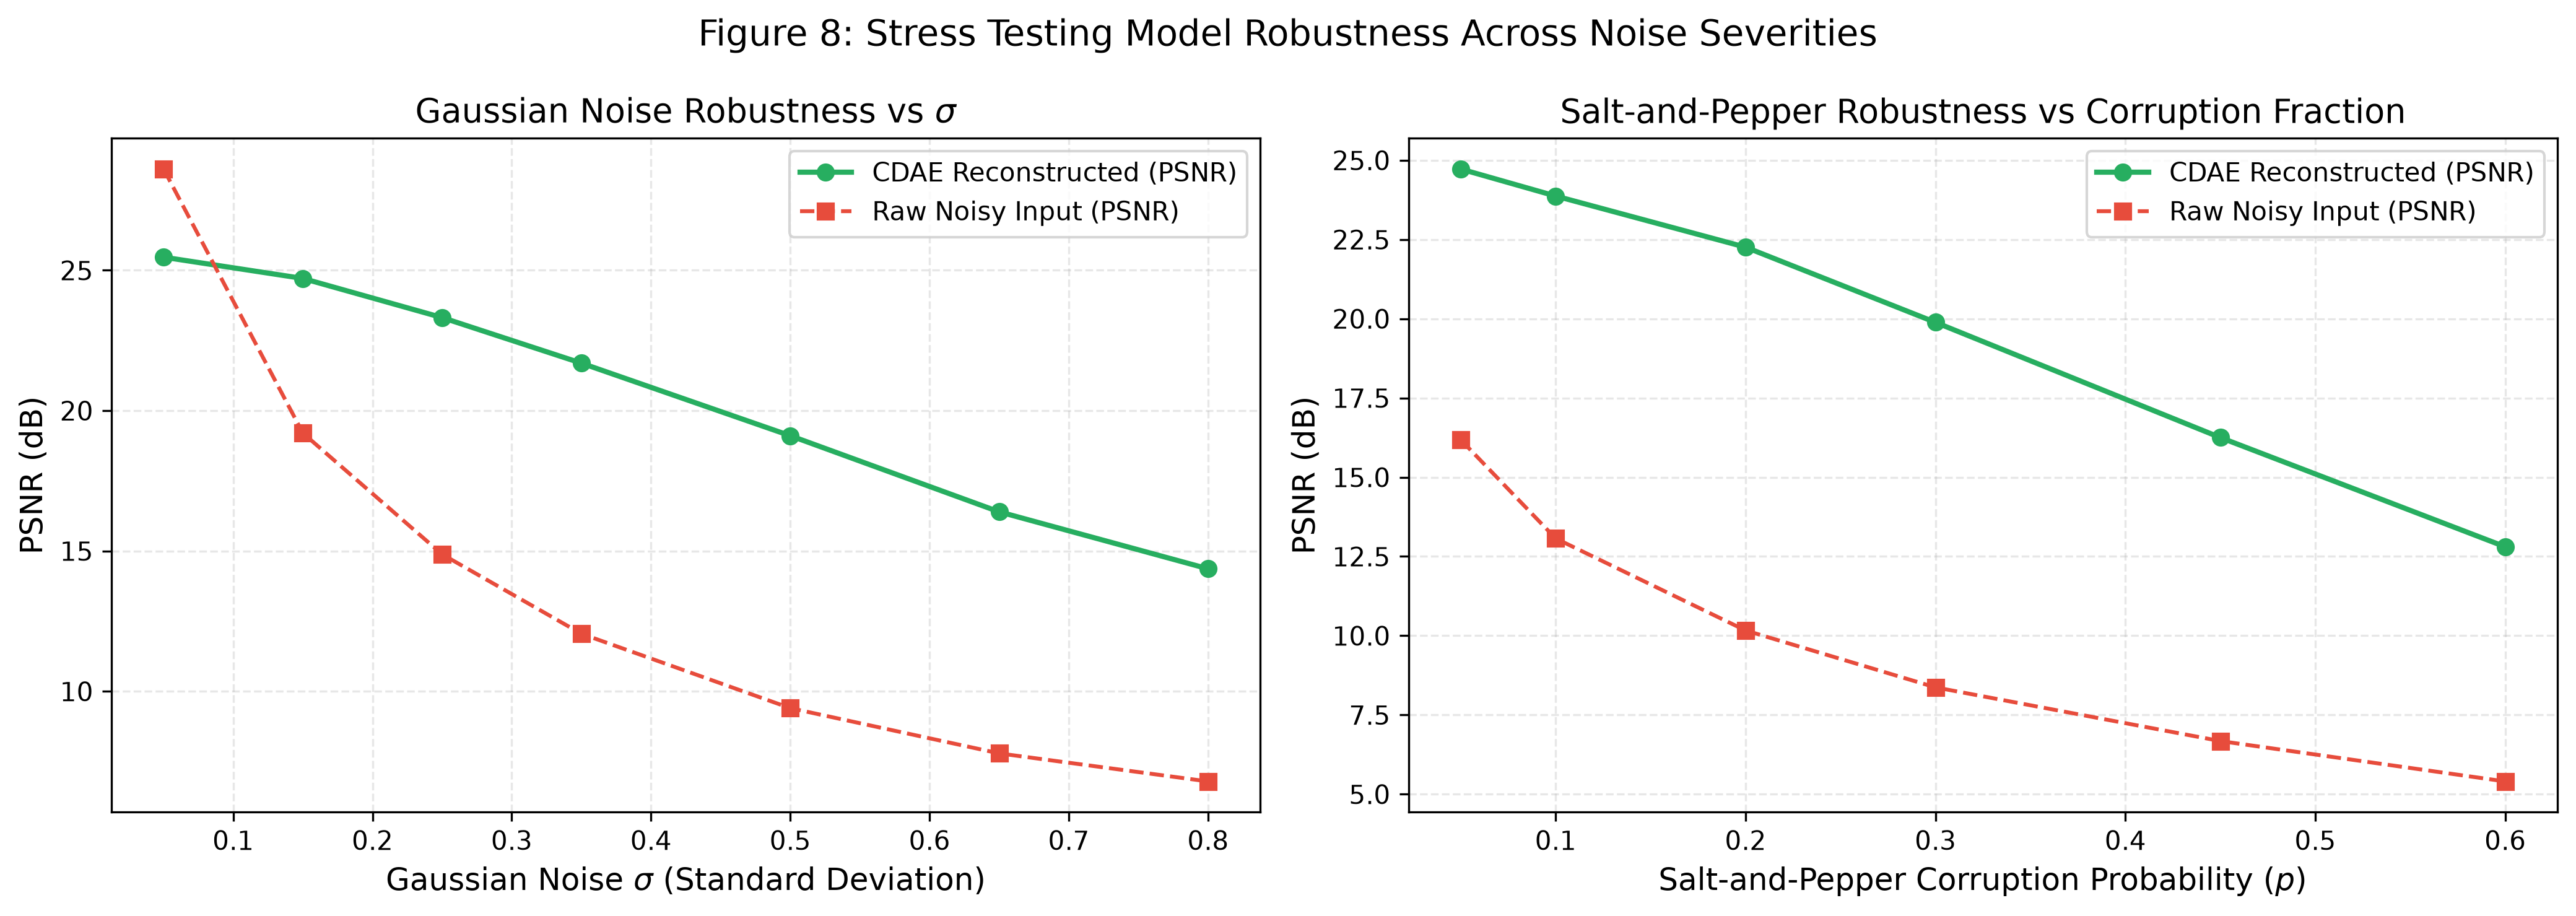 Figure 8: Stress Testing Model Robustness Across Noise Severities
Gaussian Noise Robustness vs σ
CDAE Reconstructed (PSNR)
Raw Noisy Input (PSNR)
PSNR (dB)
25
20
15
10
0.1 0.2 0.3 0.4 0.5 0.6 0.7 0.8
Gaussian Noise σ (Standard Deviation)
Salt-and-Pepper Robustness vs Corruption Fraction
CDAE Reconstructed (PSNR)
Raw Noisy Input (PSNR)
PSNR (dB)
25.0
22.5
20.0
17.5
15.0
12.5
10.0
7.5
5.0
0.1 0.2 0.3 0.4 0.5 0.6
Salt-and-Pepper Corruption Probability (p)